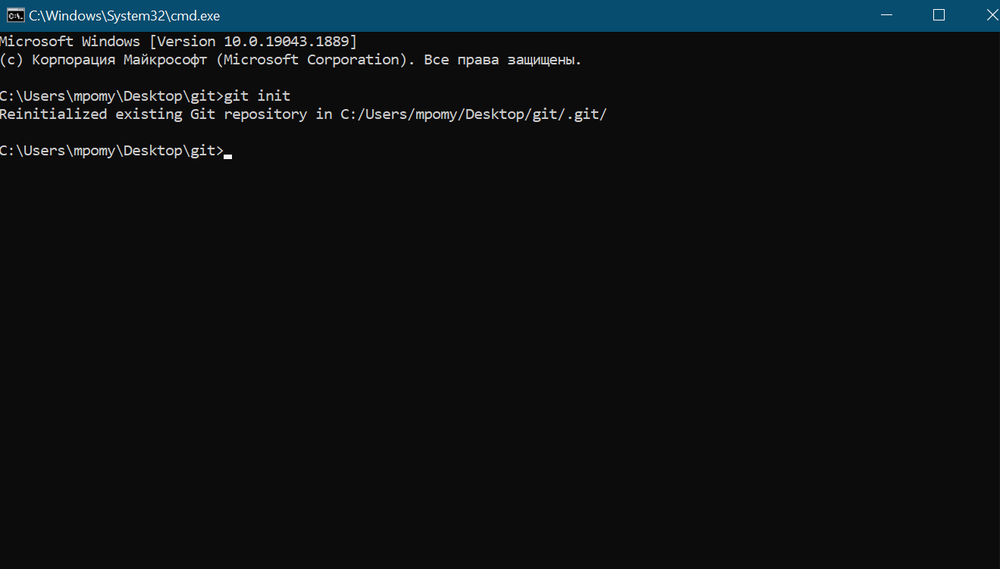 C:\Windows\System32\cmd.exe
Microsoft Windows [Version 10.0.19043.1889]
(c) Корпорация Майкрософт (Microsoft Corporation). Все права защищены.
C:\Users\mpomy\Desktop\git>git init
Reinitialized existing Git repository in C:/Users/mpomy/Desktop/git/.git/
C:\Users\mpomy\Desktop\git>